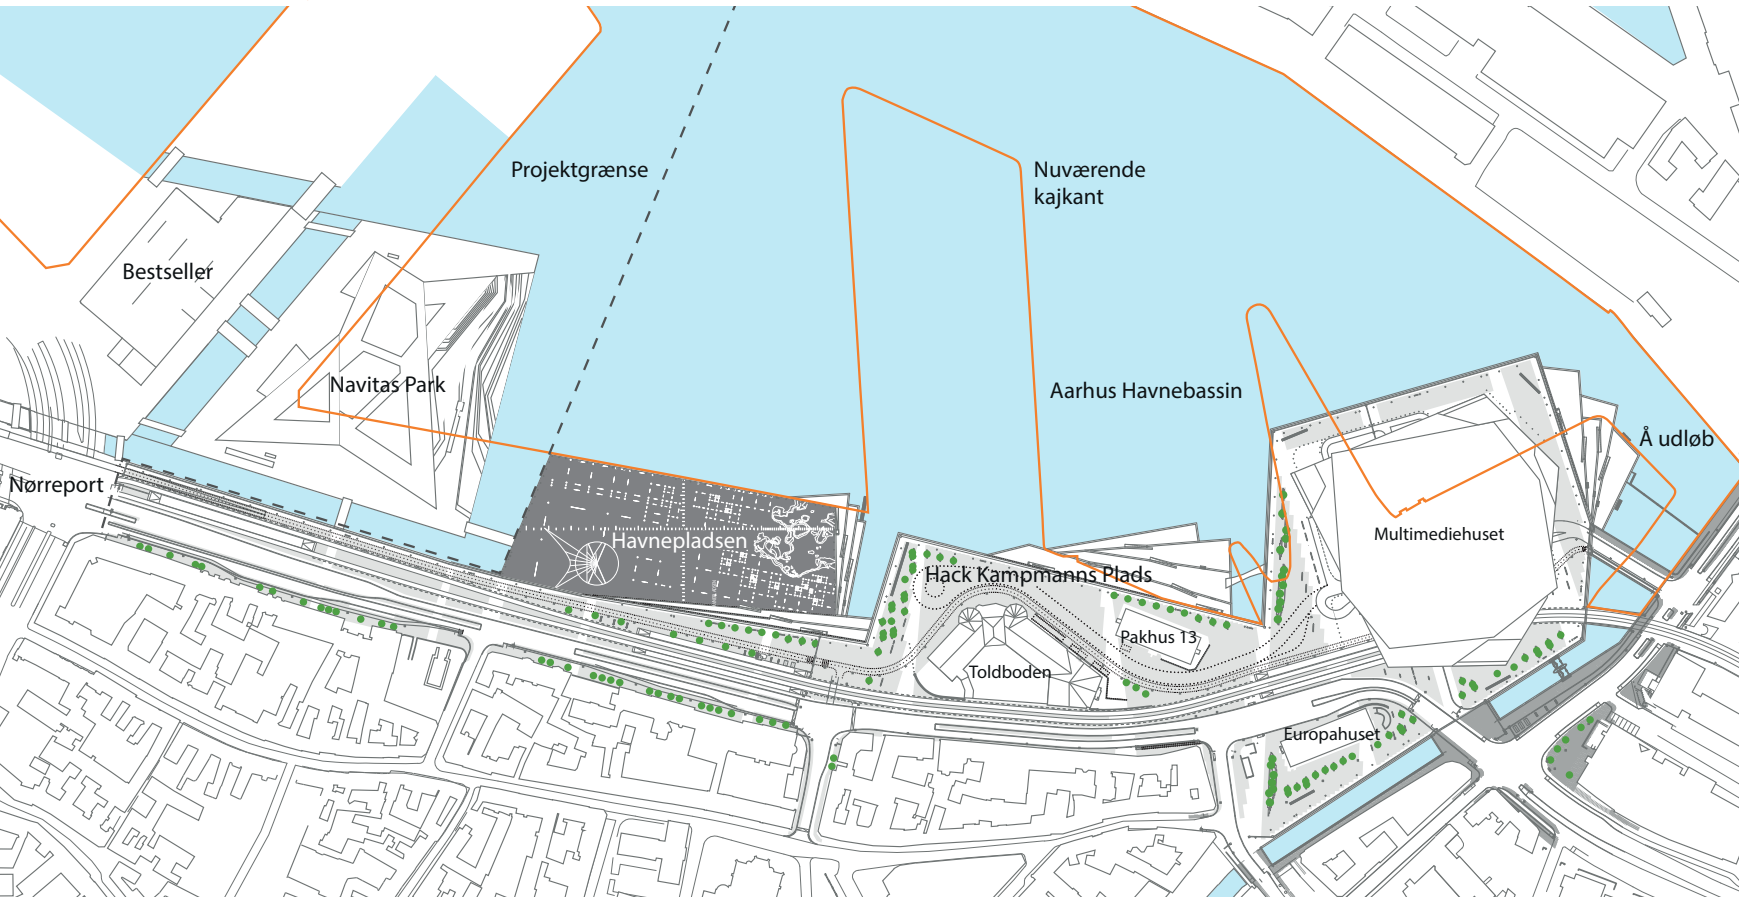 Projektgrænse
Nuværende
kajkant
Bestseller
Navitas Park
Aarhus Havnebassin
Å udløb
Nørreport
Havnepladsen
Multimediehuset
Hack Kampmanns Plads
Pakhus 13
Toldboden
Europahuset